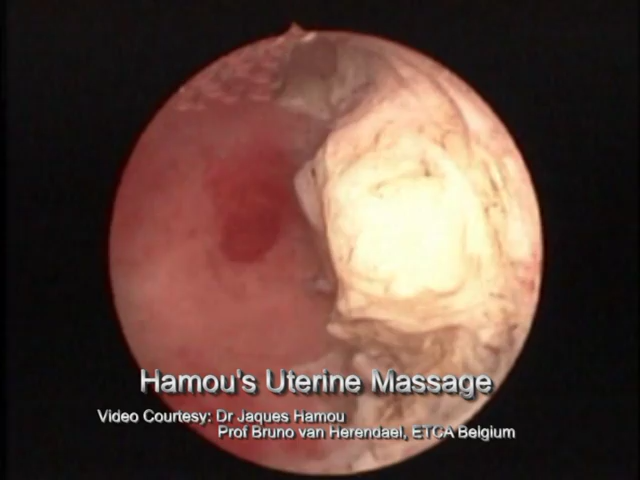 Hamou's Uterine Massage
Video Courtesy: Dr Jaques Hamou
Prof Bruno van Herendael, ETCA Belgium